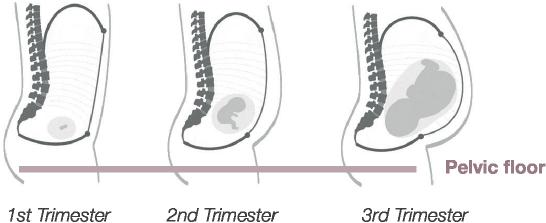 Pelvic floor
1st Trimester
2nd Trimester
3rd Trimester